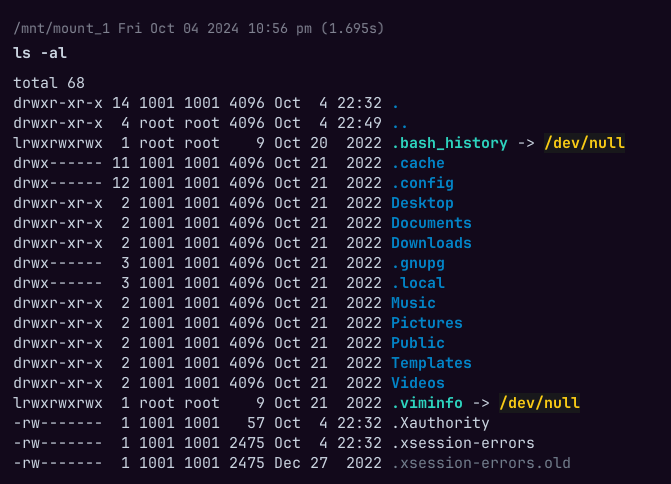 /mnt/mount_1 Fri Oct 04 2024 10:56 pm (1.695s)
ls -al
total 68
drwxr-xr-x 14 1001 1001 4096 Oct  4 22:32 .
drwxr-xr-x  4 root root 4096 Oct  4 22:49 ..
lrwxrwxrwx  1 root root    9 Oct 20  2022 .bash_history -> /dev/null
drwx------ 11 1001 1001 4096 Oct 21  2022 .cache
drwx------ 12 1001 1001 4096 Oct 21  2022 .config
drwxr-xr-x  2 1001 1001 4096 Oct 21  2022 Desktop
drwxr-xr-x  2 1001 1001 4096 Oct 21  2022 Documents
drwxr-xr-x  2 1001 1001 4096 Oct 21  2022 Downloads
drwx------  3 1001 1001 4096 Oct 21  2022 .gnupg
drwx------  3 1001 1001 4096 Oct 21  2022 .local
drwxr-xr-x  2 1001 1001 4096 Oct 21  2022 Music
drwxr-xr-x  2 1001 1001 4096 Oct 21  2022 Pictures
drwxr-xr-x  2 1001 1001 4096 Oct 21  2022 Public
drwxr-xr-x  2 1001 1001 4096 Oct 21  2022 Templates
drwxr-xr-x  2 1001 1001 4096 Oct 21  2022 Videos
lrwxrwxrwx  1 root root    9 Oct 21  2022 .viminfo -> /dev/null
-rw-------  1 1001 1001   57 Oct  4 22:32 .Xauthority
-rw-------  1 1001 1001 2475 Oct  4 22:32 .xsession-errors
-rw-------  1 1001 1001 2475 Dec 27  2022 .xsession-errors.old